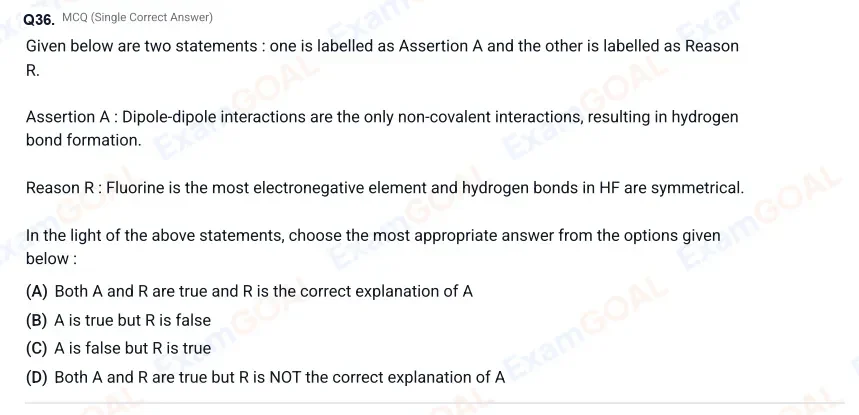 Q36. MCQ (Single Correct Answer)
Given below are two statements : one is labelled as Assertion A and the other is labelled as Reason
R.
Assertion A : Dipole-dipole interactions are the only non-covalent interactions, resulting in hydrogen
bond formation.
Reason R : Fluorine is the most electronegative element and hydrogen bonds in HF are symmetrical.
In the light of the above statements, choose the most appropriate answer from the options given
below :
(A) Both A and R are true and R is the correct explanation of A
(B) A is true but R is false
(C) A is false but R is true
(D) Both A and R are true but R is NOT the correct explanation of A